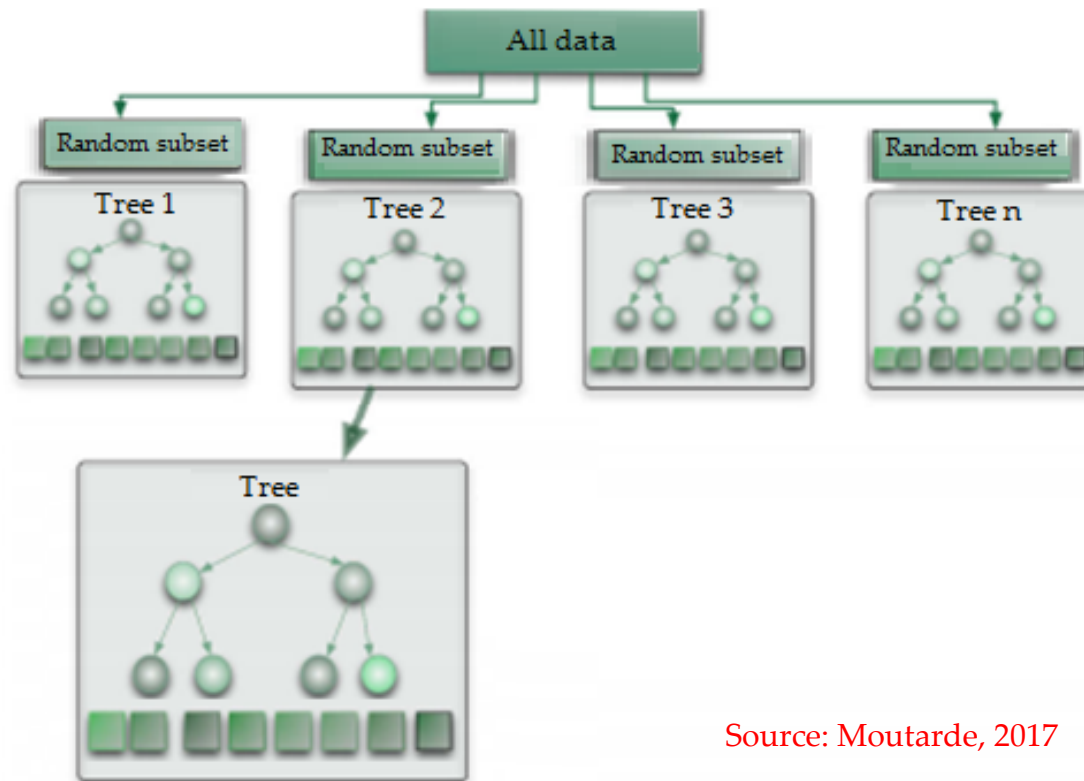 All data
Random subset
Random subset
Random subset
Random subset
Tree 1
Tree 2
Tree 3
Tree n
Tree
Source: Moutarde, 2017